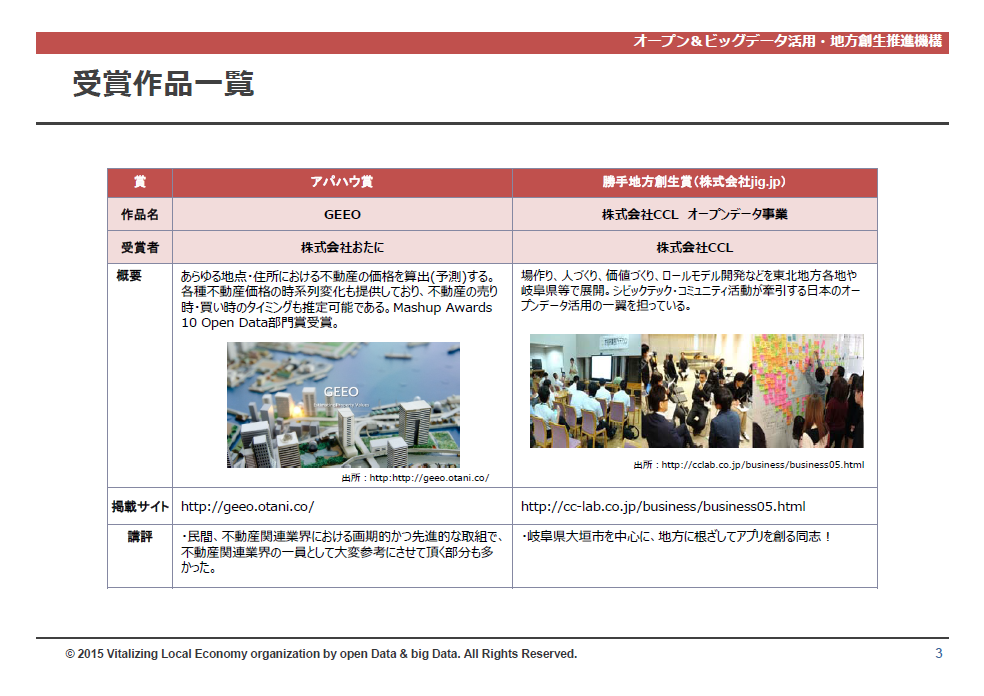 オープン＆ビッグデータ活用・地方創生推進機構
受賞作品一覧
賞
アパハウ賞
勝手地方創生賞（株式会社jig.jp）
作品名
GEEO
株式会社CCL　オープンデータ事業
受賞者
株式会社おたに
株式会社CCL
概要
あらゆる地点・住所における不動産の価格を算出(予測)する。
各種不動産価格の時系列変化も提供しており、不動産の売り
時・買い時のタイミングも推定可能である。Mashup Awards
10 Open Data部門賞受賞。
GEEO
出所：http:http://geeo.otani.co/
場作り、人づくり、価値づくり、ロールモデル開発などを東北地方各地や
岐阜県等で展開。シビックテック・コミュニティ活動が牽引する日本のオー
プンデータ活用の一翼を担っている。
出所：http://cclab.co.jp/business/business05.html
掲載サイト
http://geeo.otani.co/
http://cc-lab.co.jp/business/business05.html
講評
・民間、不動産関連業界における画期的かつ先進的な取組で、
不動産関連業界の一員として大変参考にさせて頂く部分も多
かった。
・岐阜県大垣市を中心に、地方に根ざしてアプリを創る同志！
© 2015 Vitalizing Local Economy organization by open Data & big Data. All Rights Reserved.
3